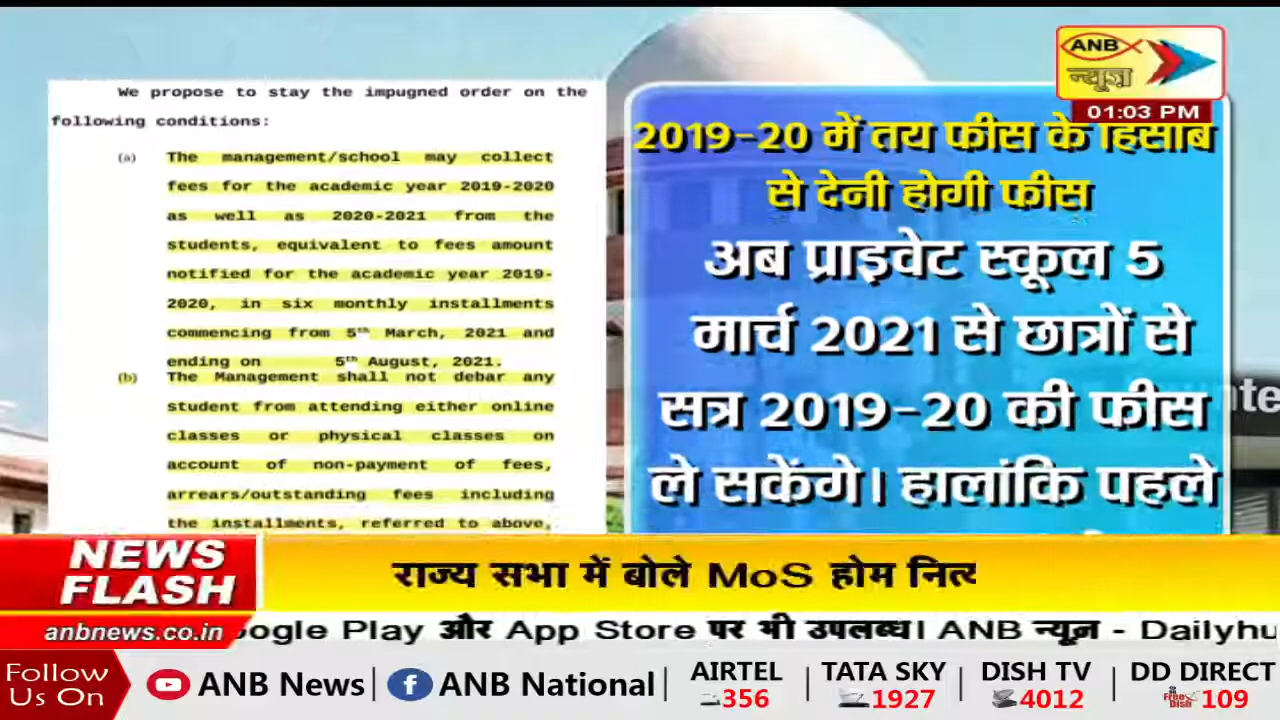 We propose to stay the impugned order on the
following conditions:
(a) The management/school may collect
fees for the academic year 2019-2020
as well as 2020-2021 from the
students, equivalent to fees amount
notified for the academic year 2019-
2020, in six monthly installments
commencing from 5th March, 2021 and
ending on 5th August, 2021.
(b) The Management shall not debar any
student from attending either online
classes or physical classes on
account of non-payment of fees,
arrears/outstanding fees including
the installments, referred to above,
ANB
न्यूज़
01:03 PM
2019-20 में तय फीस के हिसाब
से देनी होगी फीस
अब प्राइवेट स्कूल 5
मार्च 2021 से छात्रों से
सत्र 2019-20 की फीस
ले सकेंगे। हालांकि पहले
NEWS
FLASH
anbnews.co.in
राज्य सभा में बोले MoS होम
Play और App Store पर भी उपलब्ध। ANB न्यूज़ -
Follow
Us On
ANB News
ANB National
AIRTEL
356
TATA SKY
1927
DISH TV
4012
DD DIRECT
Free Dish
109